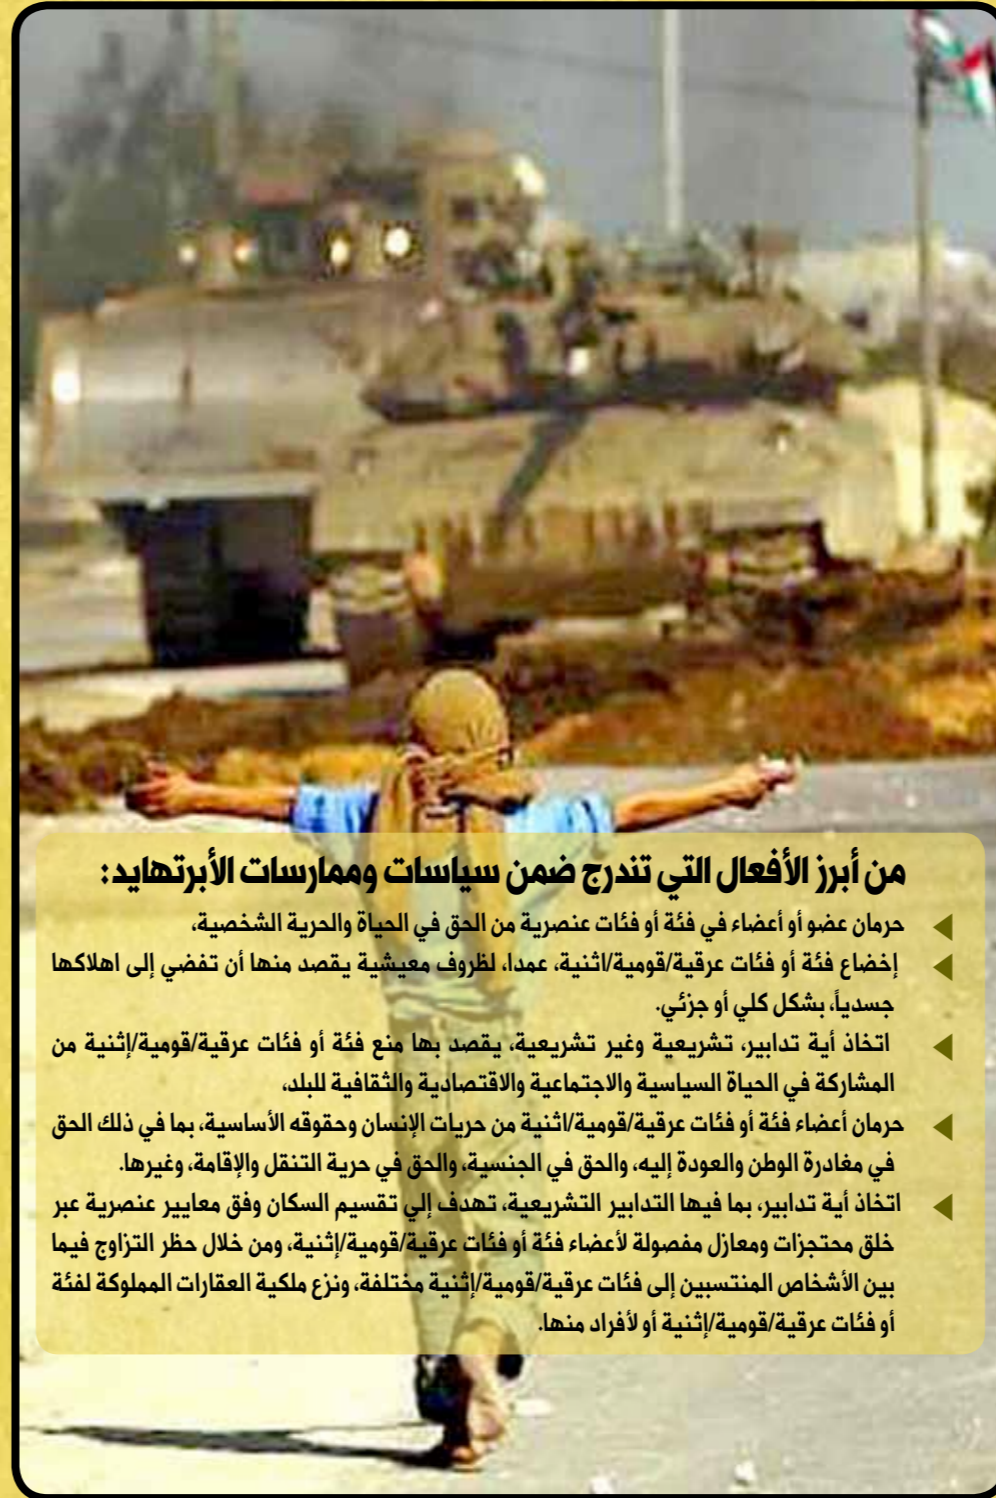 من أبرز الأفعال التي تندرج ضمن سياسات وممارسات الأبرتهايد:
حرمان عضو أو أعضاء في فئة أو فئات عنصرية من الحق في الحياة والحرية الشخصية،
إخضاع فئة أو فئات عرقية/قومية/اثنية، عمدا، لظروف معيشية يقصد منها أن تفضي إلى اهلاكها
جسدياً، بشكل كلي أو جزئي.
اتخاذ أية تدابير، تشريعية وغير تشريعية، يقصد بها منع فئة أو فئات عرقية/قومية/إثنية من
المشاركة في الحياة السياسية والاجتماعية والاقتصادية والثقافية للبلد،
حرمان أعضاء فئة أو فئات عرقية/قومية/اثنية من حريات الإنسان وحقوقه الأساسية، بما في ذلك الحق
في مغادرة الوطن والعودة إليه، والحق في الجنسية، والحق في حرية التنقل والإقامة، وغيرها.
اتخاذ أية تدابير، بما فيها التدابير التشريعية، تهدف إلي تقسيم السكان وفق معايير عنصرية عبر
خلق محتجزات ومعازل مفصولة لأعضاء فئة أو فئات عرقية/قومية/إثنية، ومن خلال حظر التزاوج فيما
بين الأشخاص المنتسبين إلى فئات عرقية/قومية/إثنية مختلفة، ونزع ملكية العقارات المملوكة لفئة
أو فئات عرقية/قومية/إثنية أو لأفراد منها.